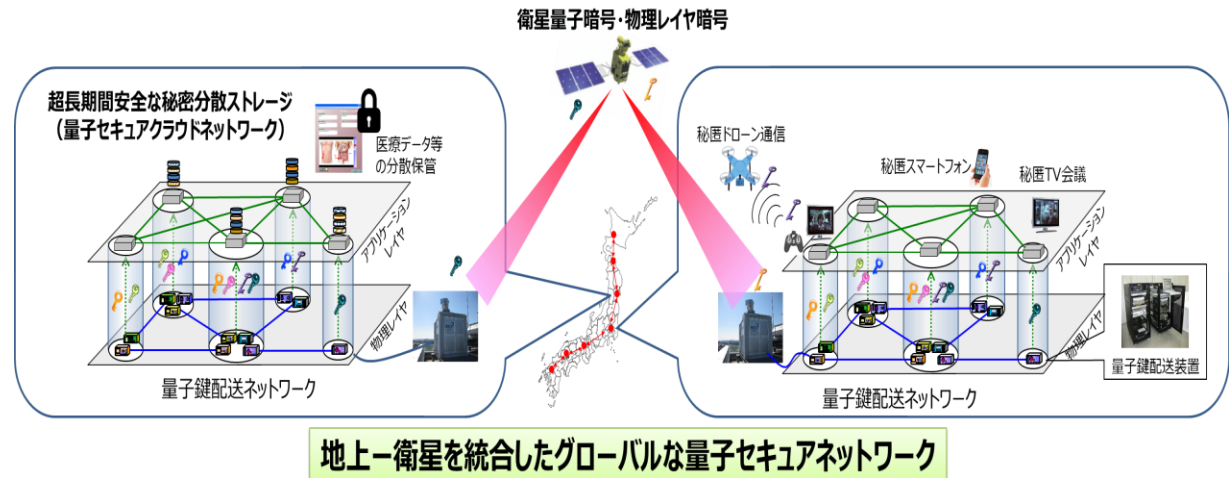 衛星量子暗号・物理レイヤ暗号
超長期間安全な秘密分散ストレージ
（量子セキュアクラウドネットワーク）
医療データ等
の分散保管
アプリケーション
レイヤ
物理レイヤ
量子鍵配送ネットワーク
秘匿ドローン通信
秘匿スマートフォン
秘匿TV会議
アプリケーション
レイヤ
物理レイヤ
量子鍵配送装置
量子鍵配送ネットワーク
地上ー衛星を統合したグローバルな量子セキュアネットワーク